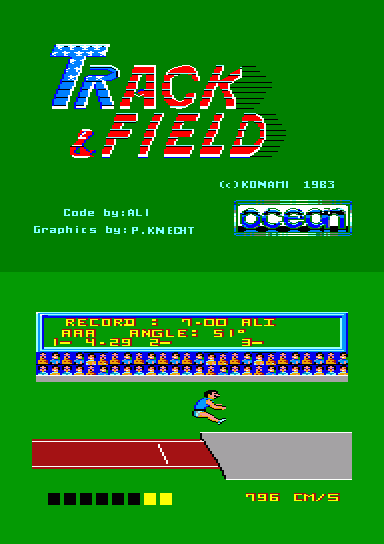 TRACK
& FIELD
(c)KONAMI 1983
Code by:ALI
Graphics by:P.KNECHT
ocean
RECORD : 7.00 ALI
AAA ANGLE: 51°
1- 4.29 2- 3-
796 CM/S